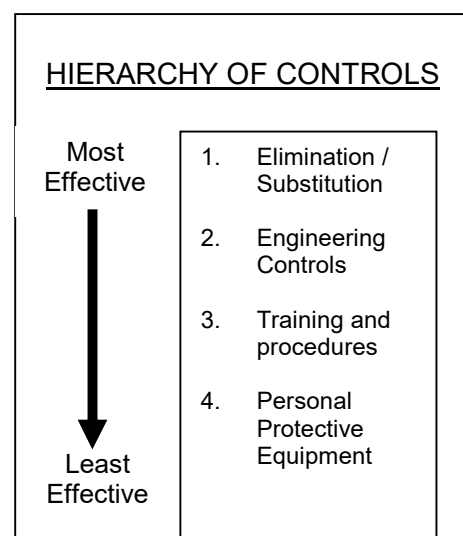 HIERARCHY OF CONTROLS
Most
Effective
1. Elimination /
Substitution
2. Engineering
Controls
3. Training and
procedures
4. Personal
Protective
Equipment
Least
Effective